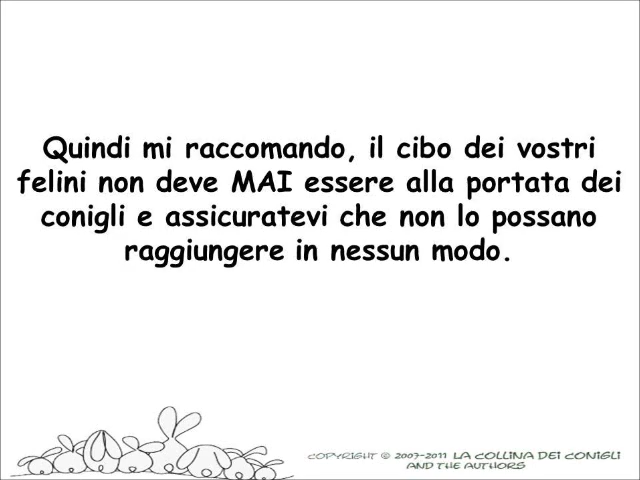 Quindi mi raccomando, il cibo dei vostri
felini non deve MAI essere alla portata dei
conigli e assicuratevi che non lo possano
raggiungere in nessun modo.
COPYRIGHT © 2007-2011 LA COLLINA DEI CONIGLI
AND THE AUTHORS